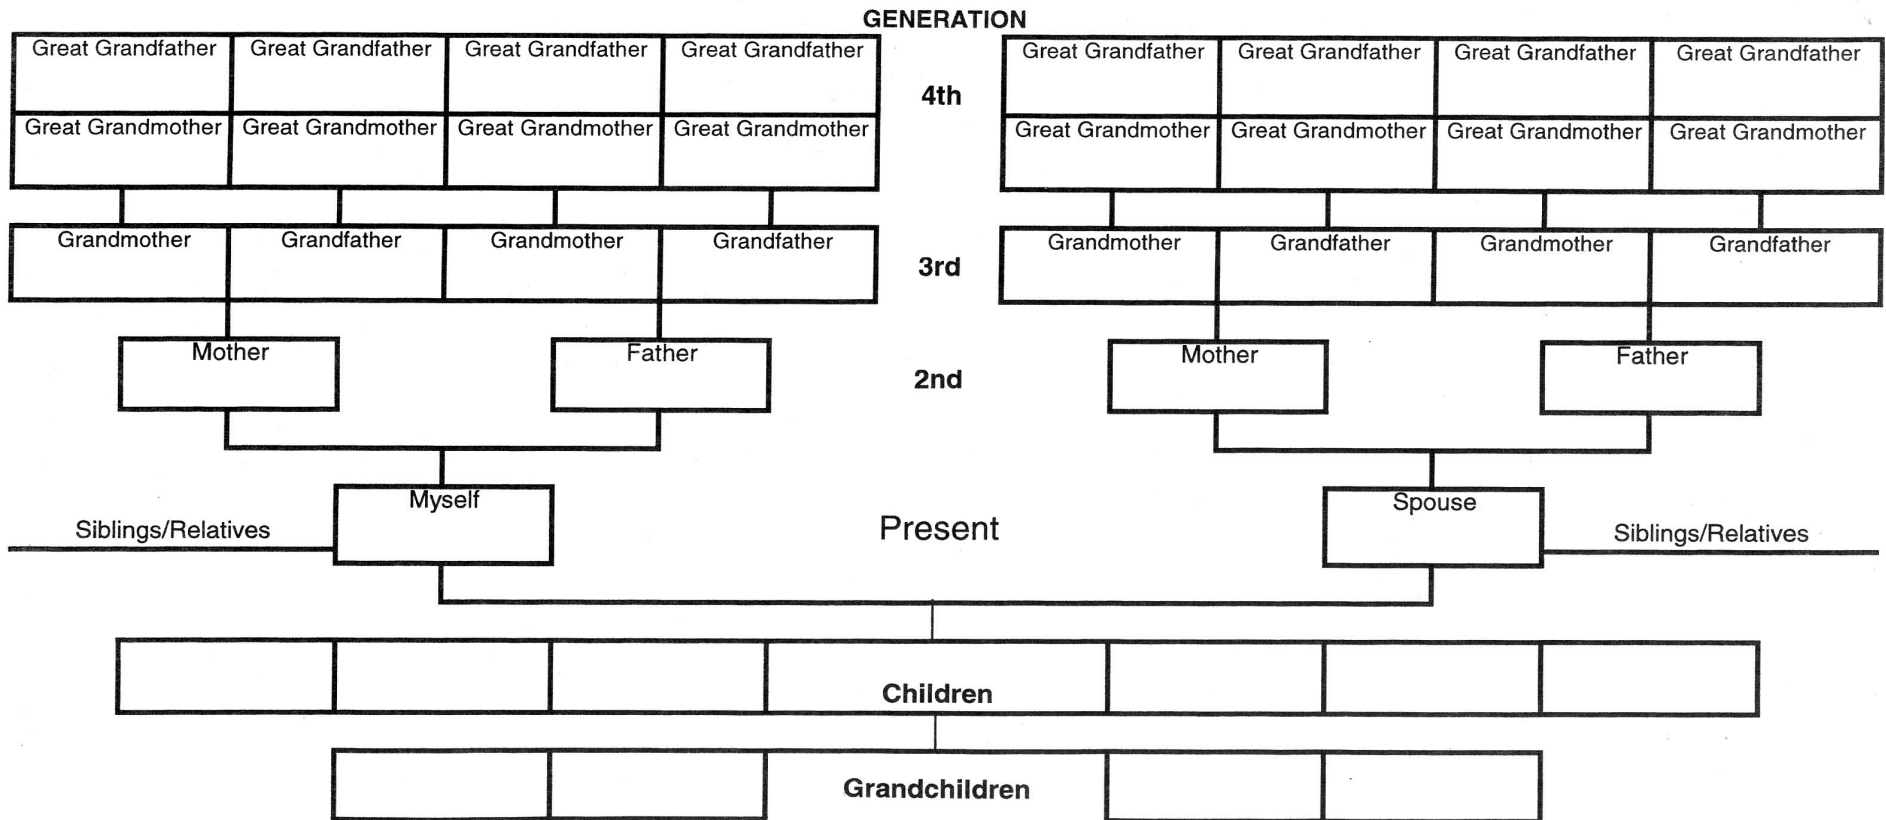 GENERATION
Great Grandfather Great Grandfather Great Grandfather Great Grandfather Great Grandfather Great Grandfather Great Grandfather Great Grandfather
4th
Great Grandmother Great Grandmother Great Grandmother Great Grandmother Great Grandmother Great Grandmother Great Grandmother Great Grandmother
Grandmother Grandfather Grandmother Grandfather Grandmother Grandfather Grandmother Grandfather
3rd
Mother Father Mother Father
2nd
Myself Spouse
Siblings/Relatives Present Siblings/Relatives
Children
Grandchildren